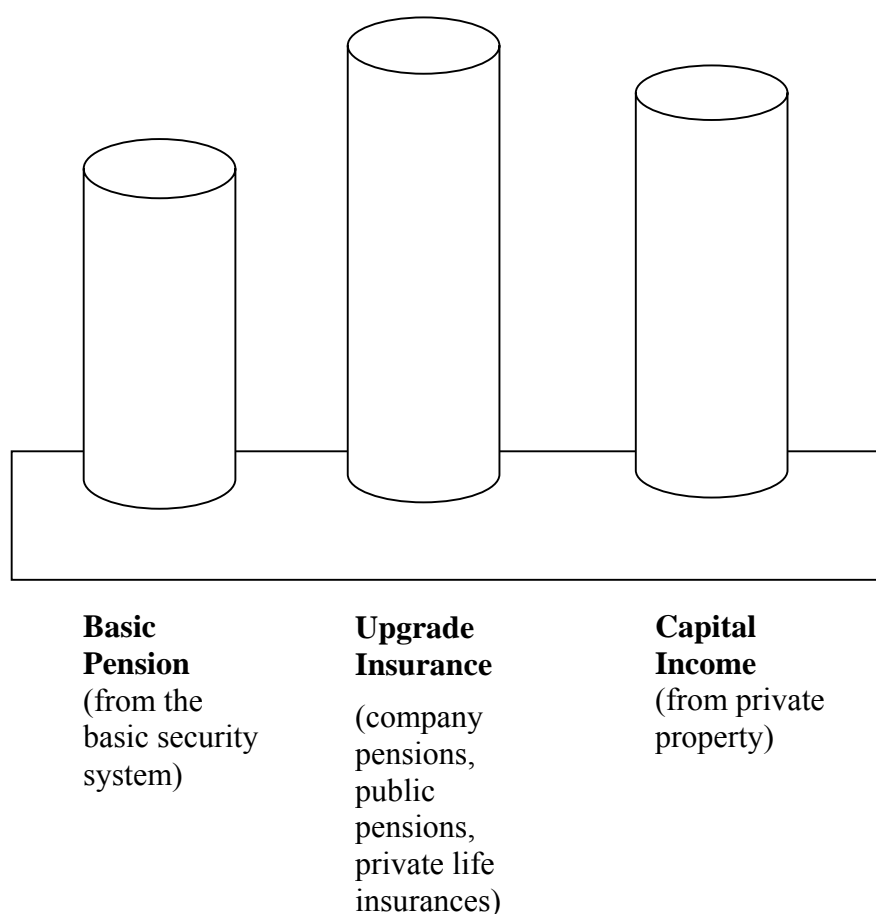 Basic
Pension
(from the
basic security
system)
Upgrade
Insurance
(company
pensions,
public
pensions,
private life
insurances)
Capital
Income
(from private
property)